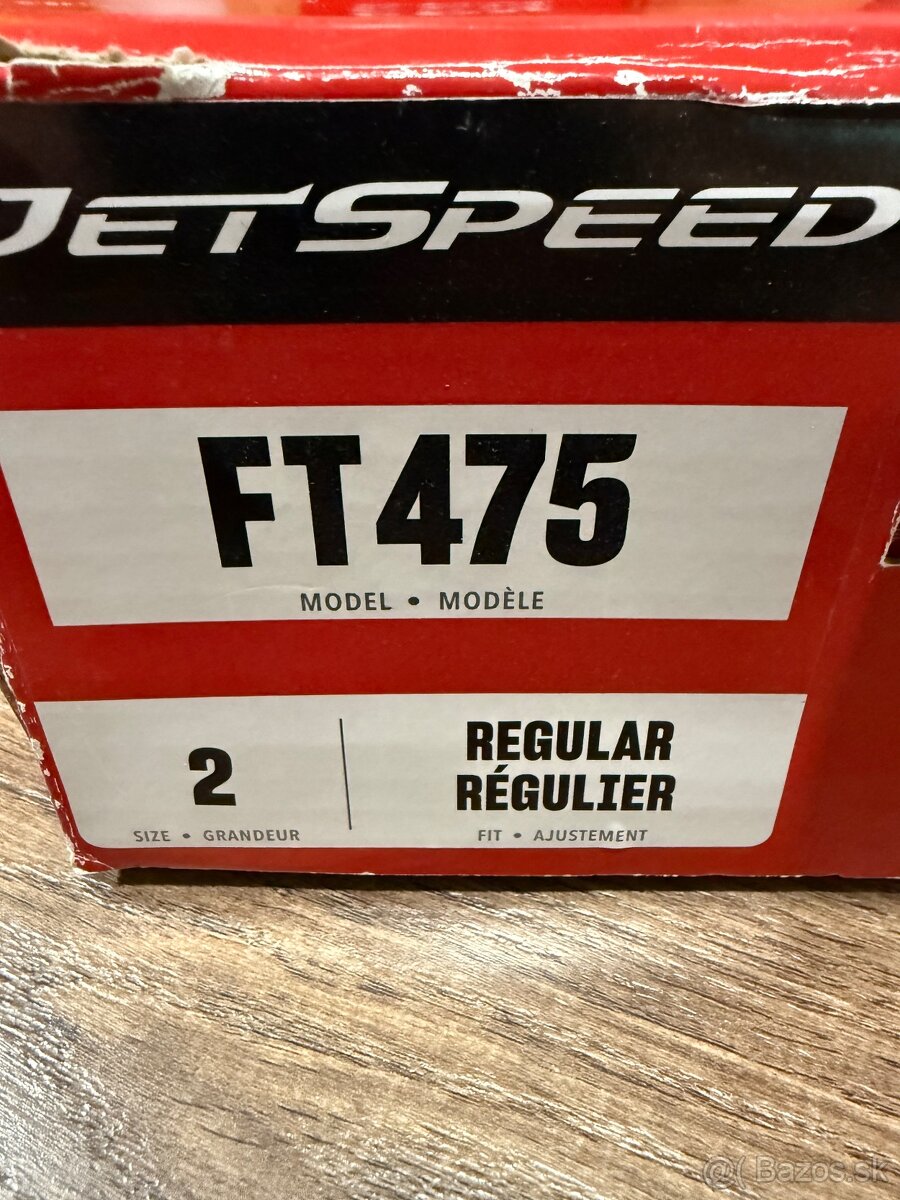 JETSPEED
FT475
MODEL • MODÈLE
2
SIZE • GRANDEUR
REGULAR
RÉGULIER
FIT • AJUSTEMENT
@( Bazos.sk